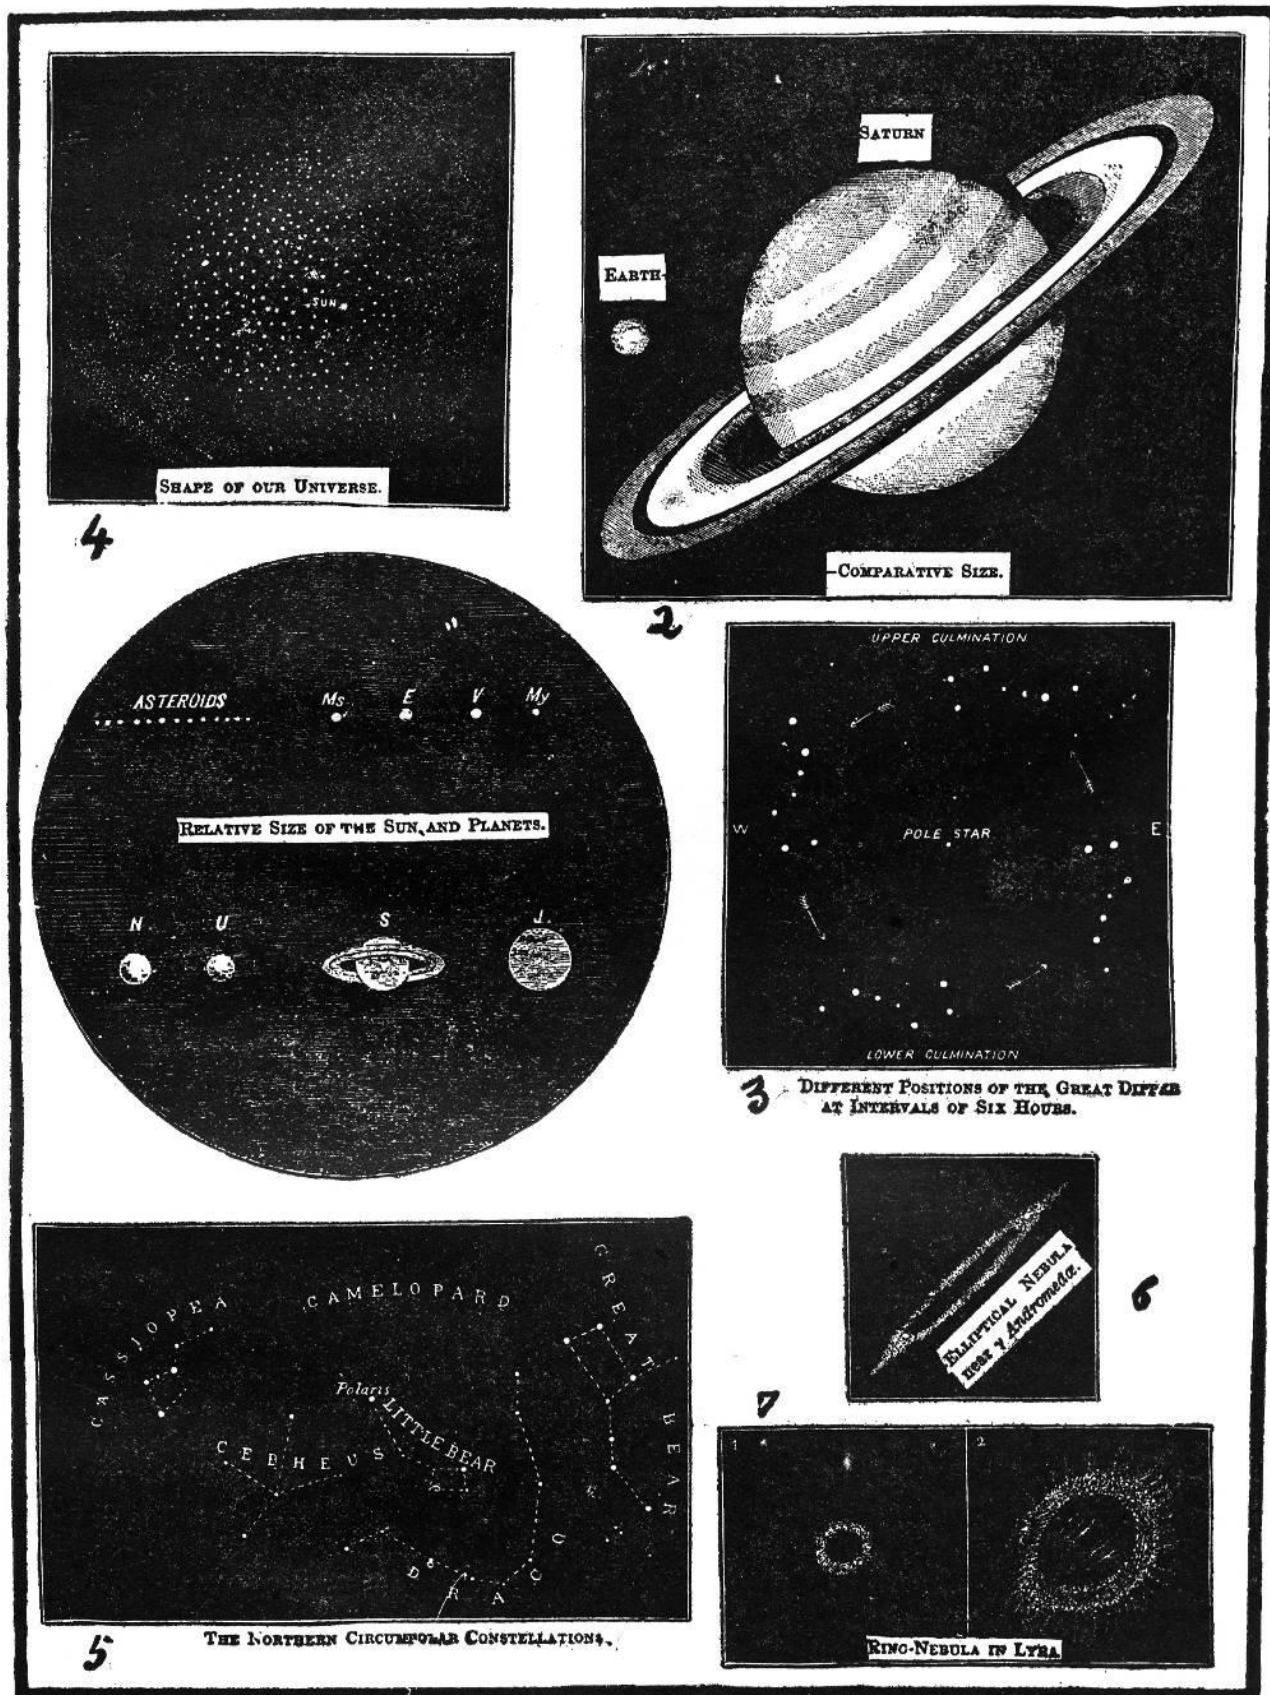 SUN
SHAPE OF OUR UNIVERSE.
4
SATURN
EARTH-
-COMPARATIVE SIZE.
2
ASTEROIDS Ms E V My
RELATIVE SIZE OF THE SUN, AND PLANETS.
N U S J.
UPPER CULMINATION
W POLE STAR E
LOWER CULMINATION
3 DIFFERENT POSITIONS OF THE GREAT DIPPER
AT INTERVALS OF SIX HOURS.
CASSIOPEA
CAMELOPARD
GREAT BEAR
Polaris
LITTLE BEAR
CEPHEUS
DRACO
5 THE NORTHERN CIRCUMPOLAR CONSTELLATIONS.
ELLIPTICAL NEBULA
near γ Andromedæ.
6
7
1 2
RING-NEBULA IN LYRA